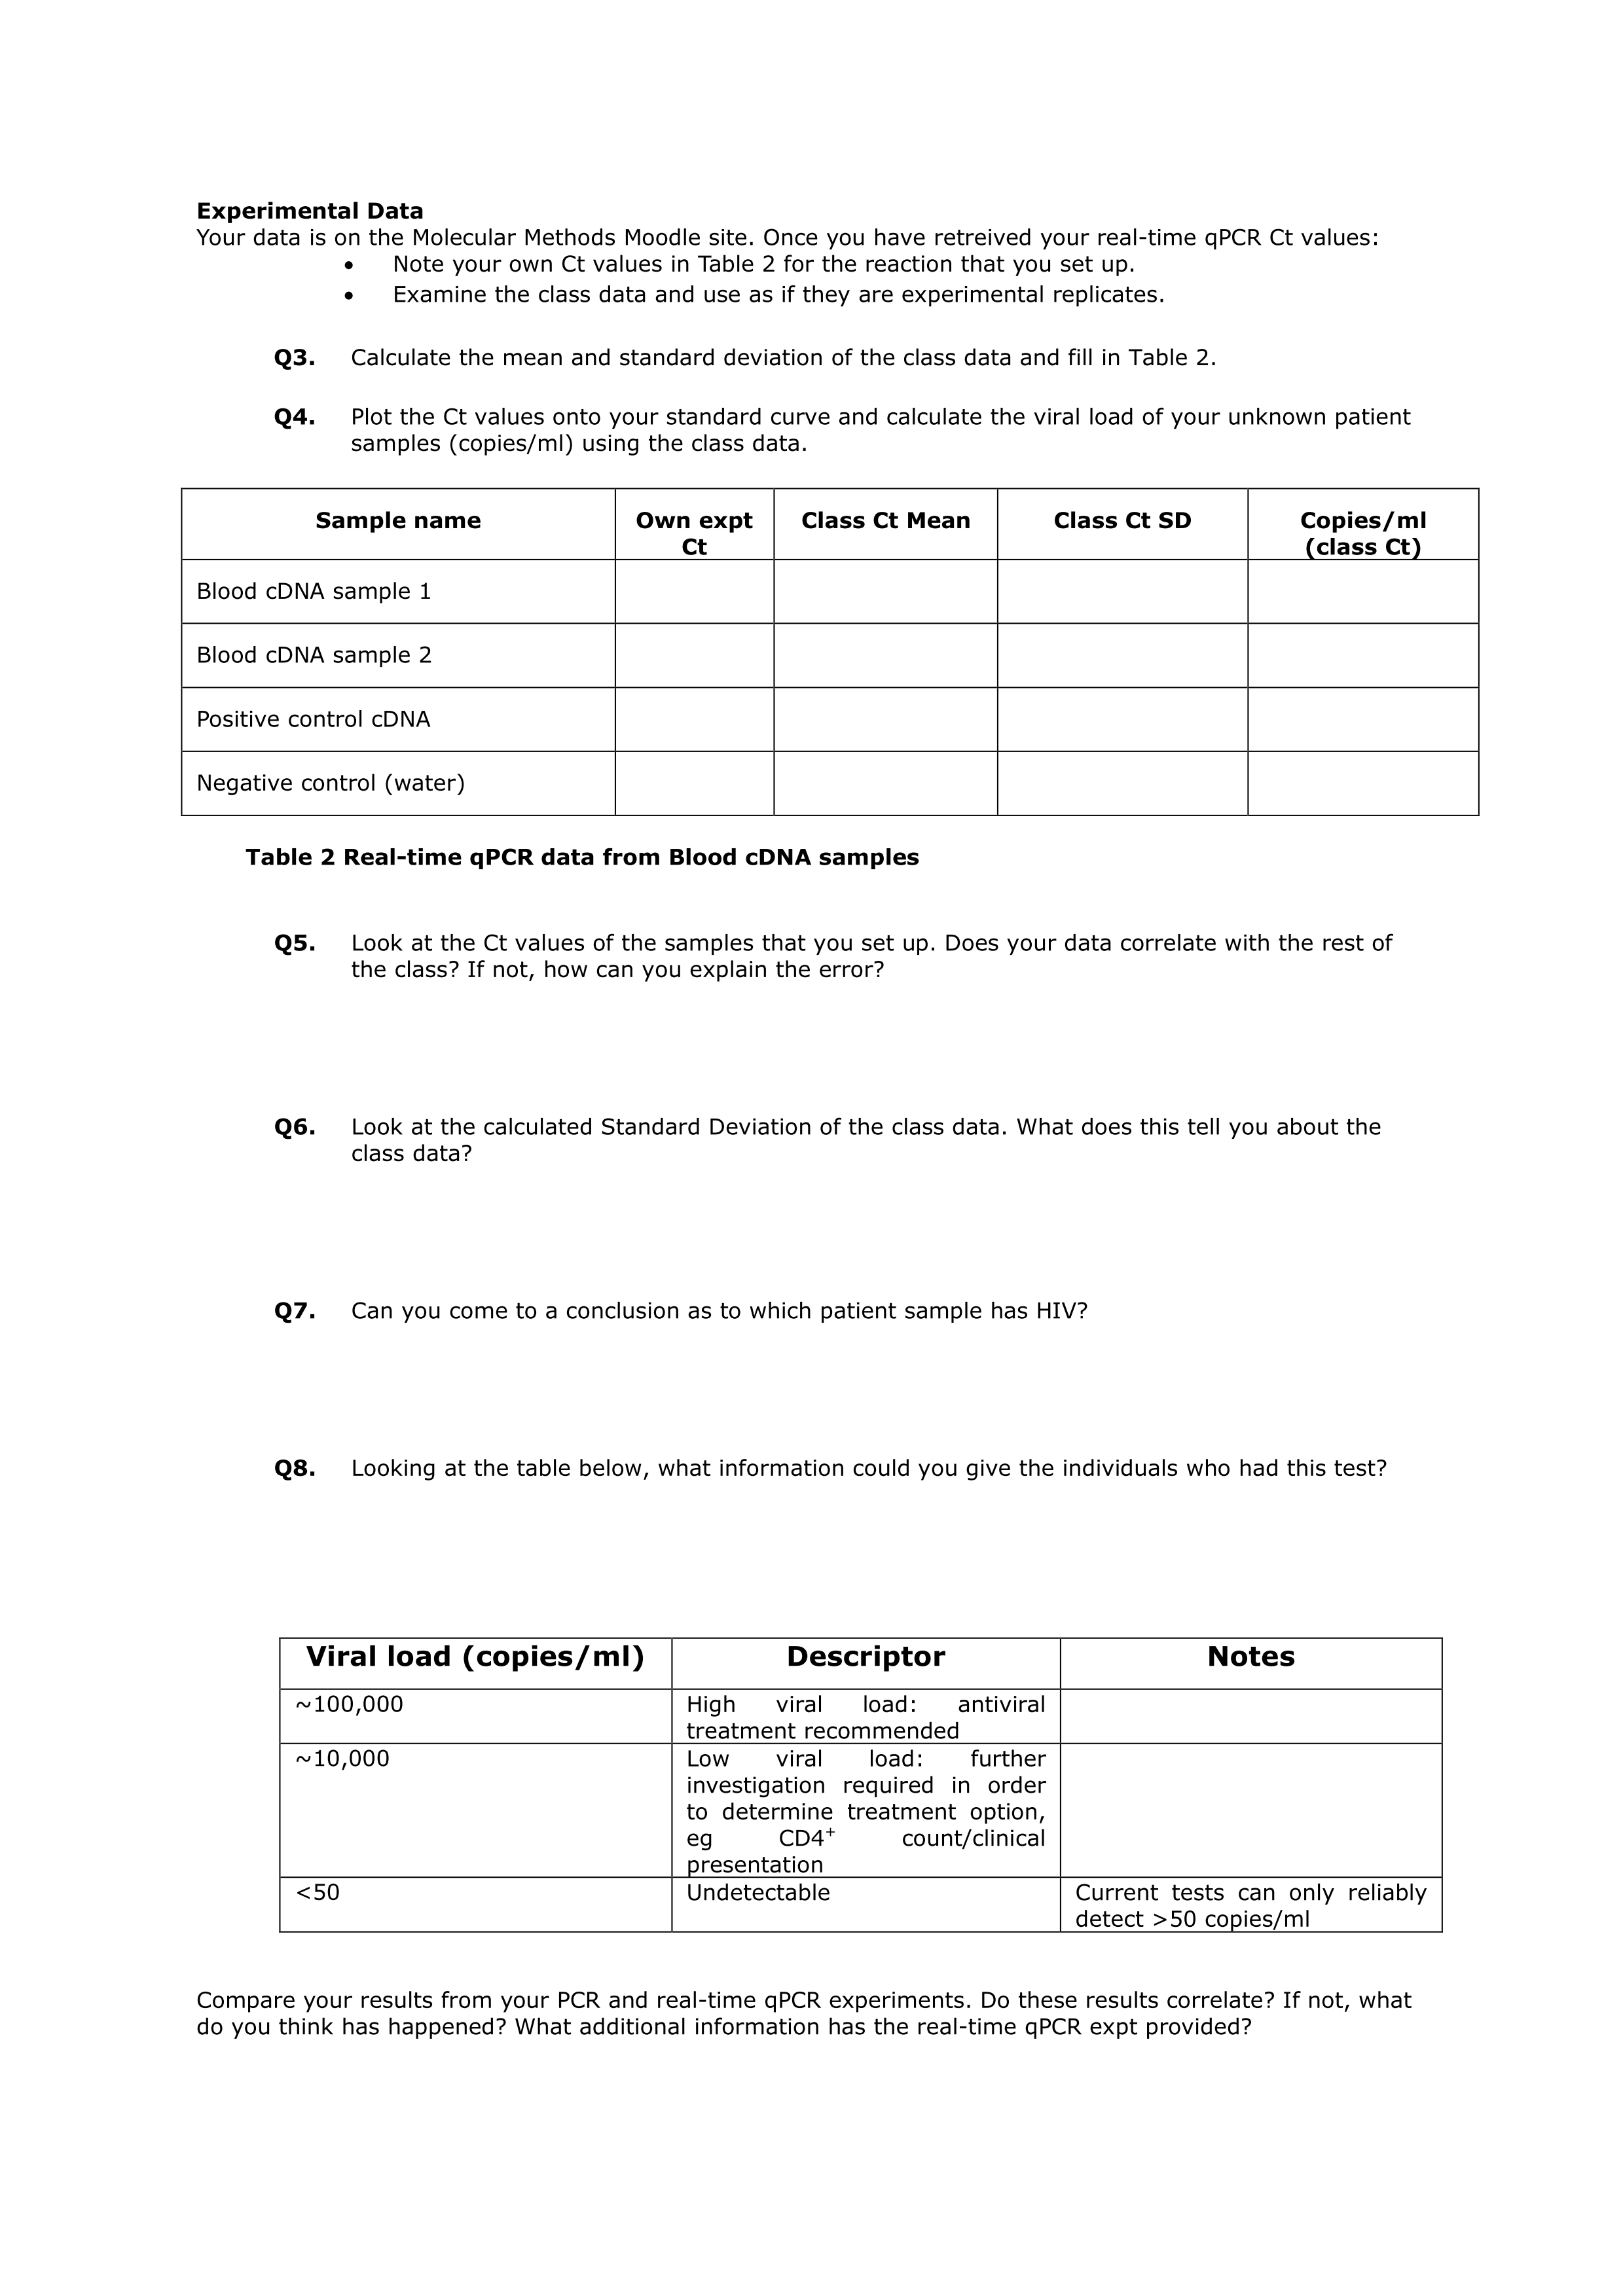 Experimental Data
Your data is on the Molecular Methods Moodle site. Once you have retreived your real-time qPCR Ct values:
• Note your own Ct values in Table 2 for the reaction that you set up.
• Examine the class data and use as if they are experimental replicates.
Q3. Calculate the mean and standard deviation of the class data and fill in Table 2.
Q4. Plot the Ct values onto your standard curve and calculate the viral load of your unknown patient
samples (copies/ml) using the class data.
Sample name Own expt Class Ct Mean Class Ct SD Copies/ml
Ct (class Ct)
Blood cDNA sample 1
Blood cDNA sample 2
Positive control cDNA
Negative control (water)
Table 2 Real-time qPCR data from Blood cDNA samples
Q5. Look at the Ct values of the samples that you set up. Does your data correlate with the rest of
the class? If not, how can you explain the error?
Q6. Look at the calculated Standard Deviation of the class data. What does this tell you about the
class data?
Q7. Can you come to a conclusion as to which patient sample has HIV?
Q8. Looking at the table below, what information could you give the individuals who had this test?
Viral load (copies/ml) Descriptor Notes
~100,000 High viral load: antiviral
treatment recommended
~10,000 Low viral load: further
investigation required in order
to determine treatment option,
eg CD4⁺ count/clinical
presentation
<50 Undetectable Current tests can only reliably
detect >50 copies/ml
Compare your results from your PCR and real-time qPCR experiments. Do these results correlate? If not, what
do you think has happened? What additional information has the real-time qPCR expt provided?